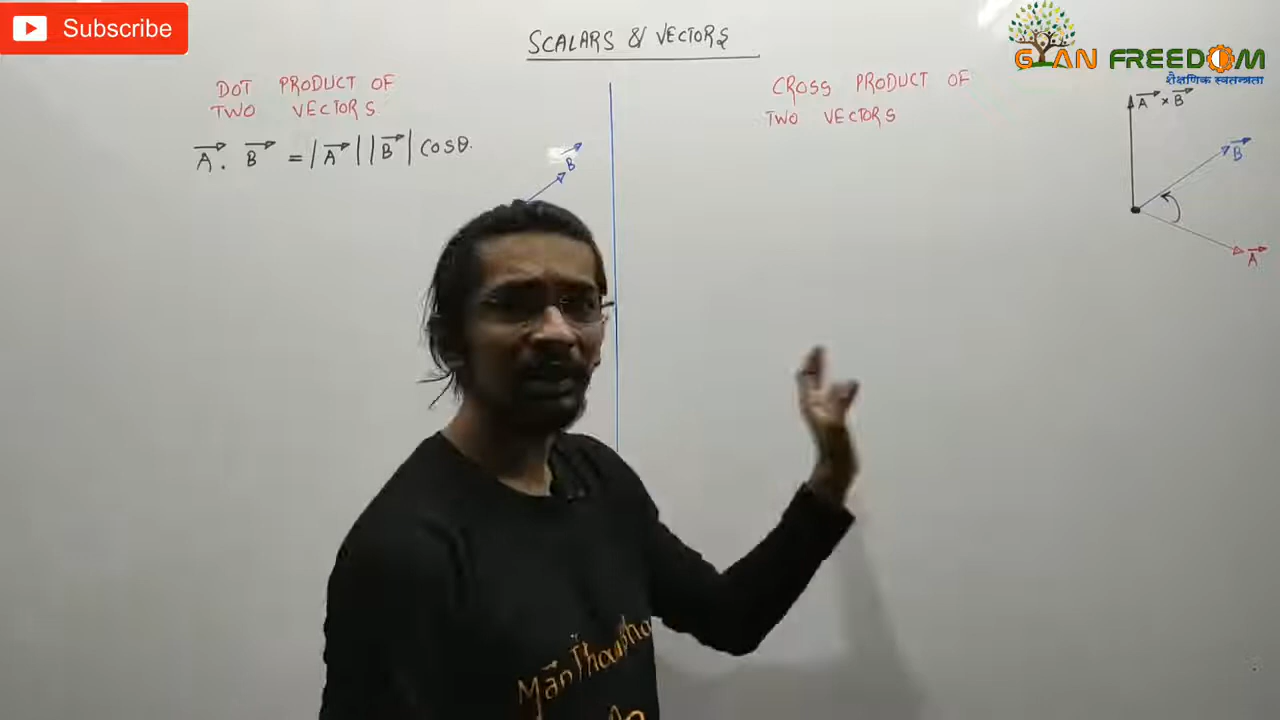 Subscribe
SCALARS & VECTORS
GYAN FREEDOM
शैक्षणिक स्वतन्त्रता
DOT PRODUCT OF
TWO VECTORS
A⃗ . B⃗ = |A⃗| |B⃗| cosθ.
B⃗
CROSS PRODUCT OF
TWO VECTORS
A⃗ × B⃗
B⃗
A⃗